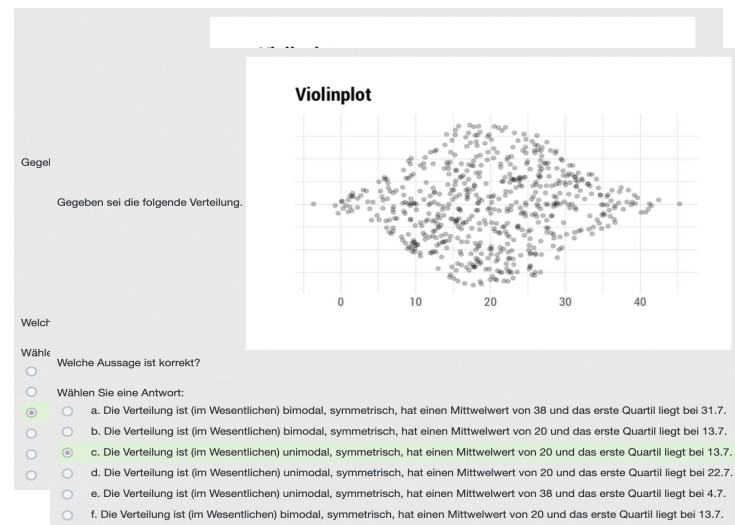 Violinplot
Gegeben sei die folgende Verteilung.
0 10 20 30 40
Welche Aussage ist korrekt?
Wählen Sie eine Antwort:
a. Die Verteilung ist (im Wesentlichen) bimodal, symmetrisch, hat einen Mittwelwert von 38 und das erste Quartil liegt bei 31.7.
b. Die Verteilung ist (im Wesentlichen) bimodal, symmetrisch, hat einen Mittwelwert von 20 und das erste Quartil liegt bei 13.7.
c. Die Verteilung ist (im Wesentlichen) unimodal, symmetrisch, hat einen Mittwelwert von 20 und das erste Quartil liegt bei 13.7.
d. Die Verteilung ist (im Wesentlichen) unimodal, symmetrisch, hat einen Mittwelwert von 20 und das erste Quartil liegt bei 22.7.
e. Die Verteilung ist (im Wesentlichen) unimodal, symmetrisch, hat einen Mittwelwert von 38 und das erste Quartil liegt bei 4.7.
f. Die Verteilung ist (im Wesentlichen) bimodal, symmetrisch, hat einen Mittwelwert von 20 und das erste Quartil liegt bei 13.7.